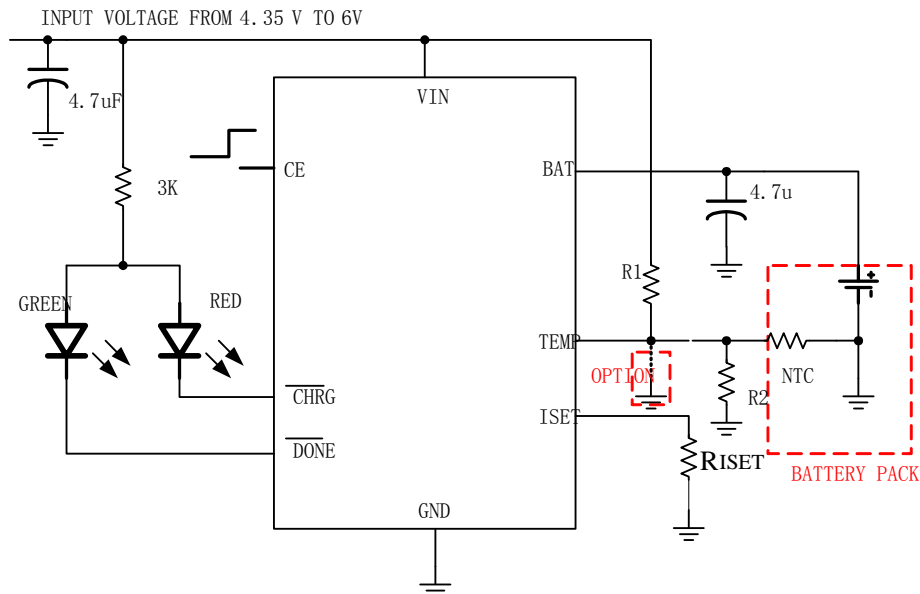 INPUT VOLTAGE FROM 4.35 V TO 6V
4.7uF
VIN
CE
BAT
3K
4.7u
R1
GREEN
RED
TEMP
OPTION
NTC
R2
CHRG
ISET
DONE
RISET
BATTERY PACK
GND